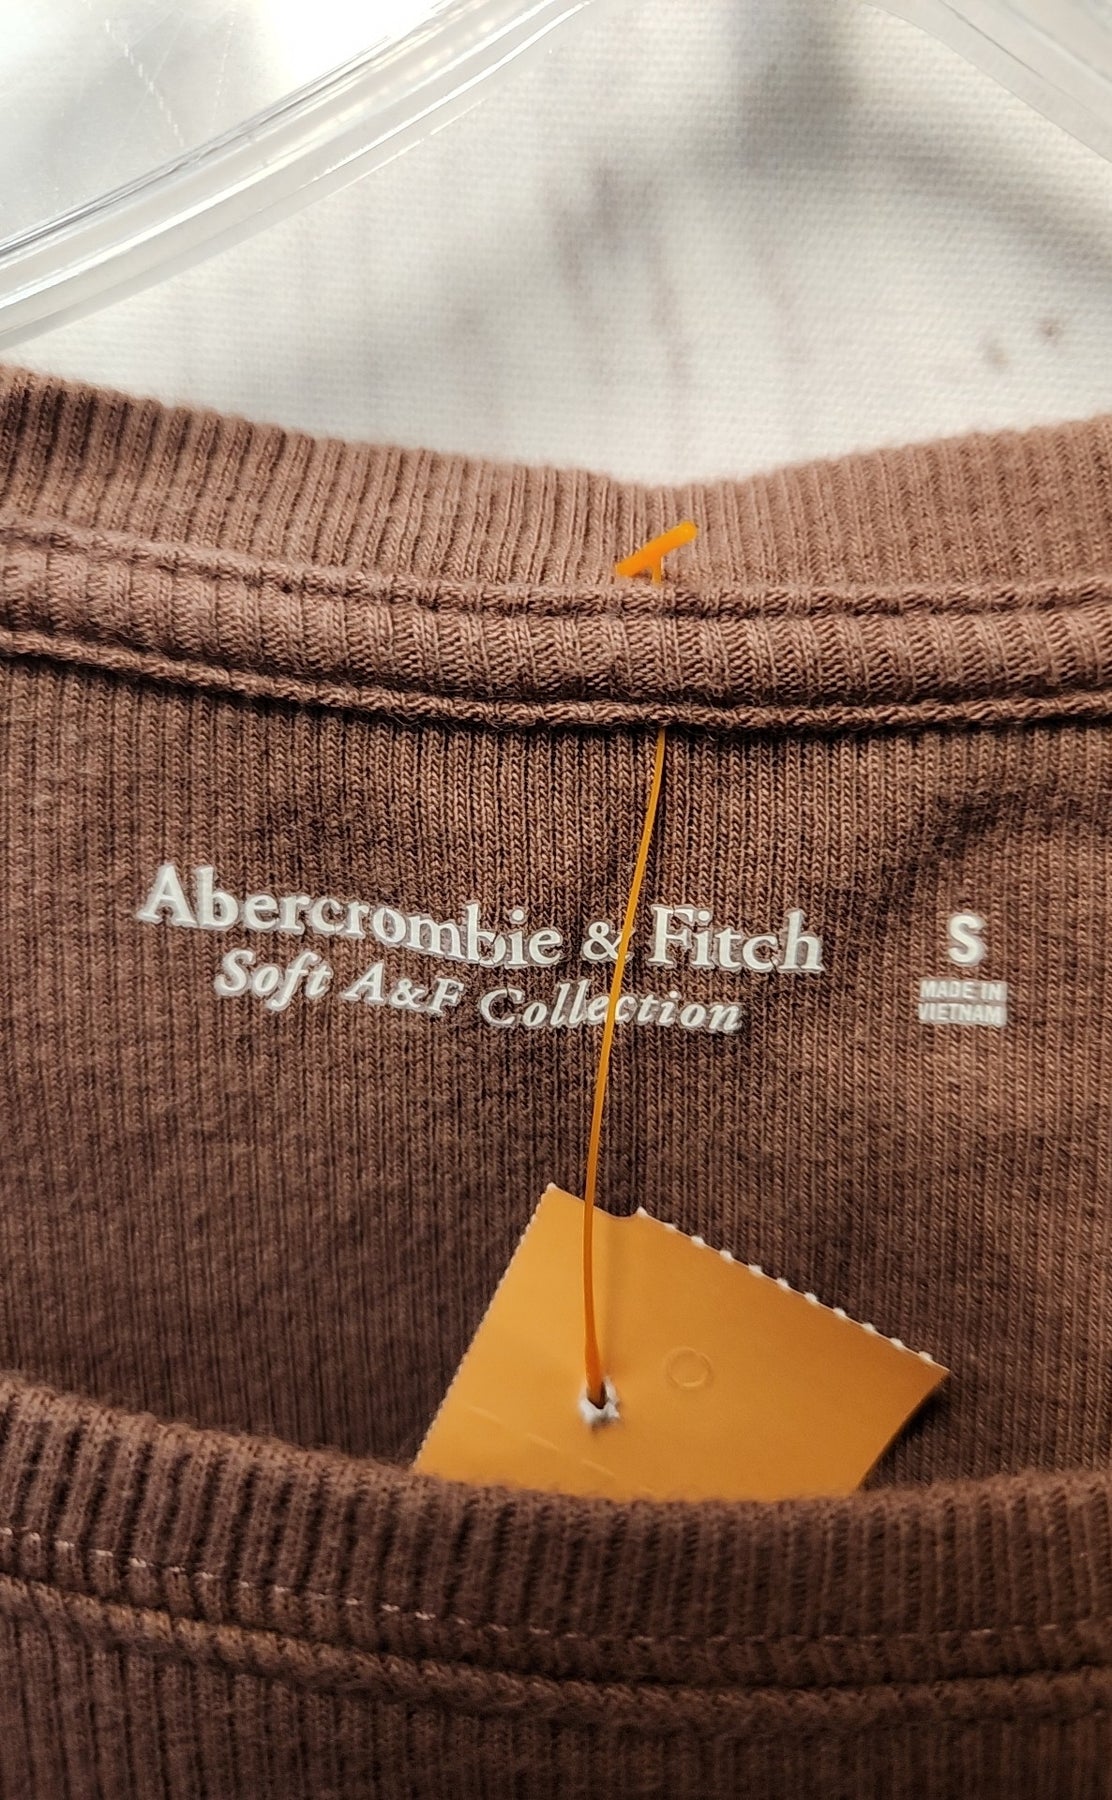 Abercrombie & Fitch
Soft A&F Collection
S
MADE IN
VIETNAM